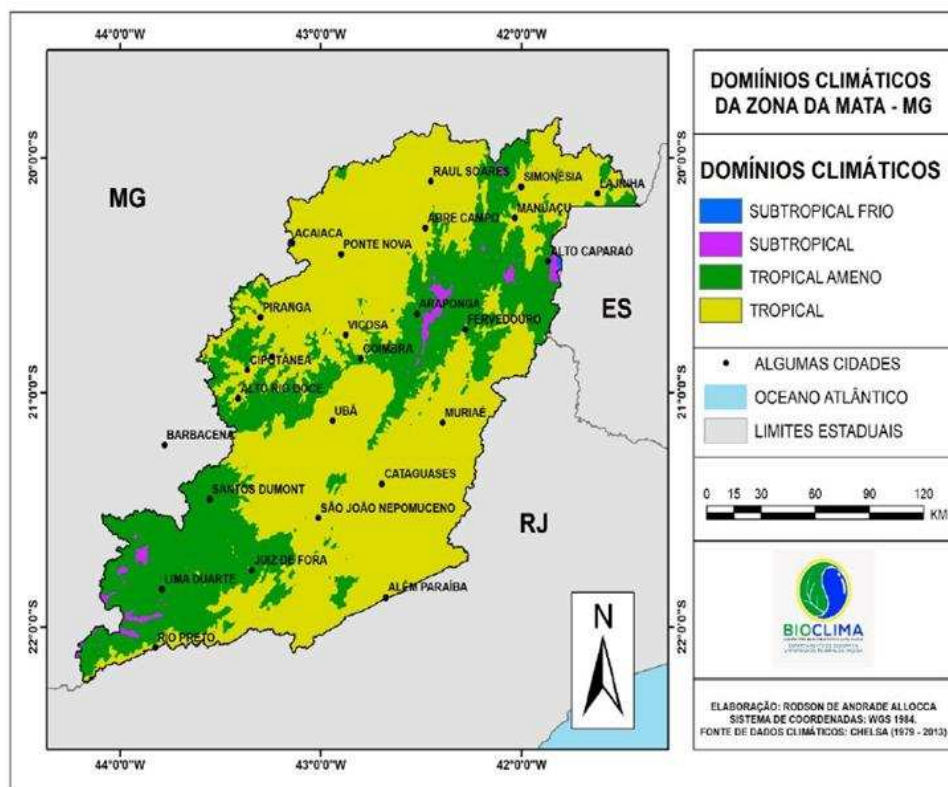 44°0'0"W 43°0'0"W 42°0'0"W
20°0'0"S
21°0'0"S
22°0'0"S
MG
RAUL SOARES
SIMONÉSIA
LAJINHA
MANUAÇU
ABRE CAMPO
ACAIACA
PONTE NOVA
ALTO CAPARAÓ
PIRANGA
ARAPONGA
ES
VIÇOSA
FERVEDOURO
COIMBRA
CIPOTÂNEA
ALTO RIO DOCE
UBÁ
MURIAÉ
BARBACENA
CATAGUASES
SANTOS DUMONT
SÃO JOÃO NEPOMUCENO
RJ
JUIZ DE FORA
LIMA DUARTE
ALÉM PARAÍBA
RIO PRETO
N
20°0'0"S
21°0'0"S
22°0'0"S
44°0'0"W 43°0'0"W 42°0'0"W
DOMIÍNIOS CLIMÁTICOS
DA ZONA DA MATA - MG
DOMÍNIOS CLIMÁTICOS
SUBTROPICAL FRIO
SUBTROPICAL
TROPICAL AMENO
TROPICAL
ALGUMAS CIDADES
OCEANO ATLÂNTICO
LIMITES ESTADUAIS
0 15 30 60 90 120
KM
BIOCLIMA
ELABORAÇÃO: RODSON DE ANDRADE ALLOCCA
SISTEMA DE COORDENADAS: WGS 1984.
FONTE DE DADOS CLIMÁTICOS: CHELSA (1979 - 2013)